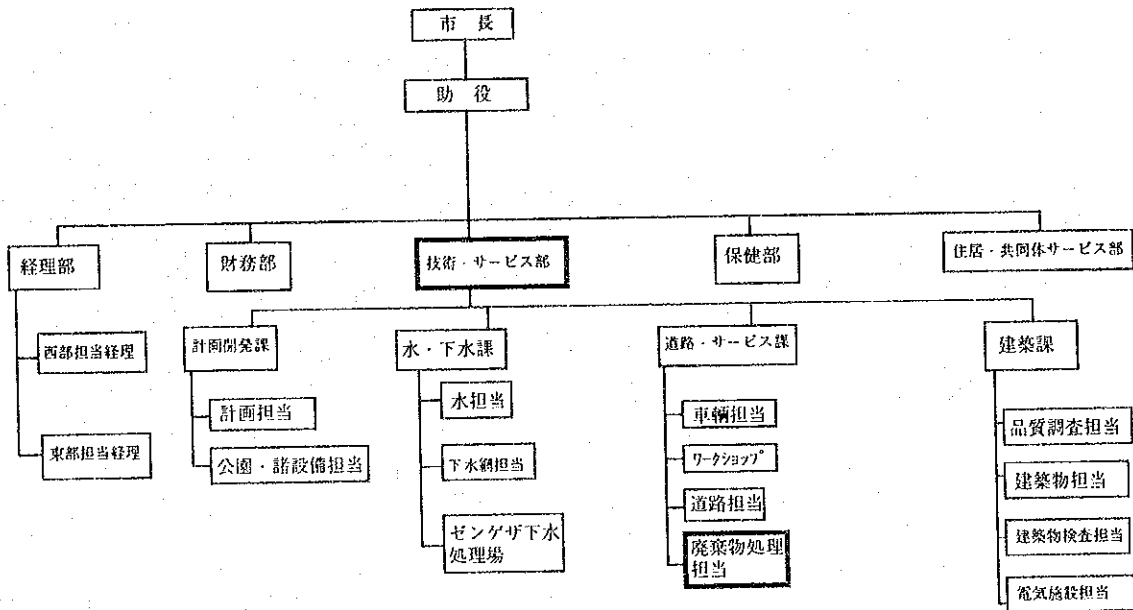 市 長
助 役
経理部
財務部
技術・サービス部
保健部
住居・共同体サービス部
西部担当経理
東部担当経理
計画開発課
計画担当
公園・諸設備担当
水・下水課
水担当
下水網担当
ゼンゲザ下水
処理場
道路・サービス課
車輌担当
ワークショップ
道路担当
廃棄物処理
担当
建築課
品質調査担当
建築物担当
建築物検査担当
電気施設担当